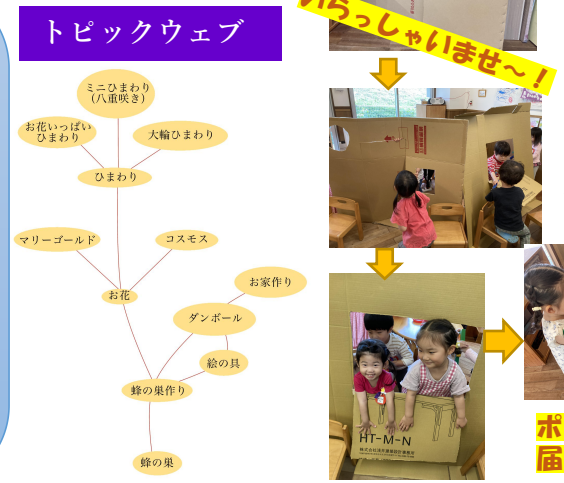 トピックウェブ
ミニひまわり
(八重咲き)
お花いっぱい
ひまわり
大輪ひまわり
ひまわり
マリーゴールド
コスモス
お花
お家作り
ダンボール
絵の具
蜂の巣作り
蜂の巣
いらっしゃいませ～！
HT-M-N
ポ
届